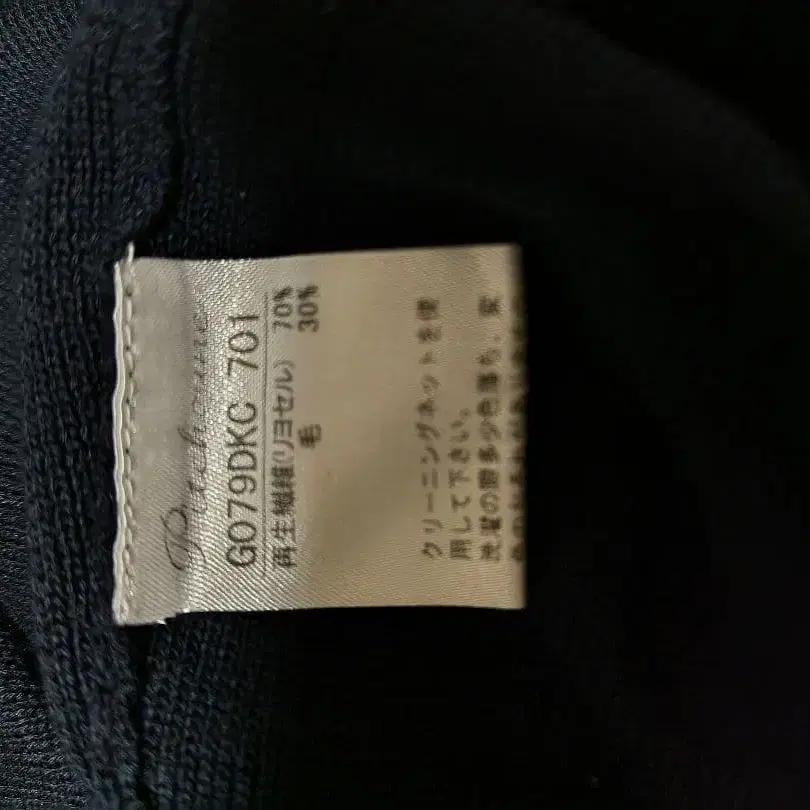 GO79DKC 701
再生繊維(リヨセル) 70%
毛 30%
クリーニングネットを使
用して下さい。
洗濯の際多少色落ち、変